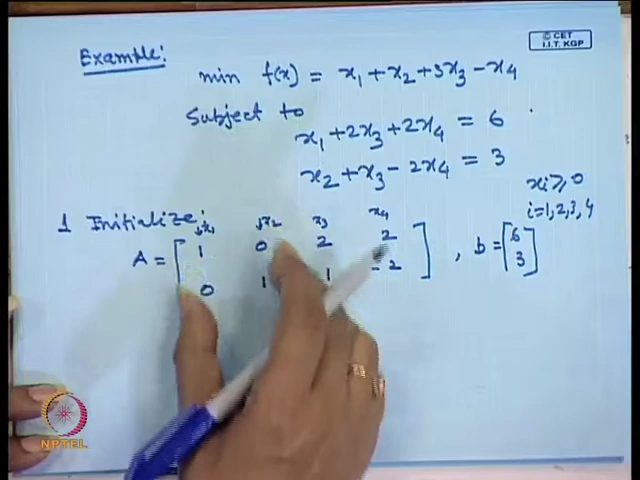 © CET
I.I.T. KGP
Example:
min f(x) = x₁ + x₂ + 3x₃ - x₄
Subject to
x₁ + 2x₃ + 2x₄ = 6
x₂ + x₃ - 2x₄ = 3
xᵢ ≥ 0
i = 1, 2, 3, 4
1 Initialize:
↓x₁ ↓x₂ x₃ x₄
A = [ 1 0 2 2 ] , b = [ 6 ]
[ 0 1 1 -2 ] [ 3 ]
NPTEL